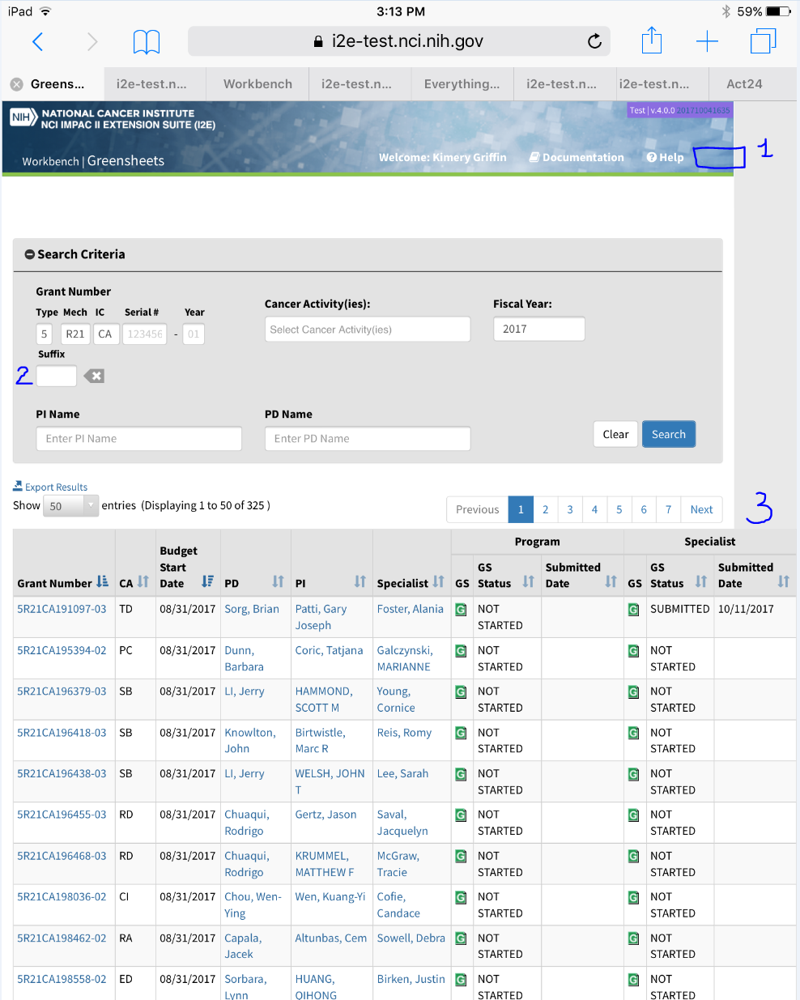 iPad 3:13 PM 59%
i2e-test.nci.nih.gov
Greens... i2e-test.n... Workbench i2e-test.n... Everything... i2e-test.n... i2e-test.n... Act24
Test | v.4.0.0 201710041635
NIH NATIONAL CANCER INSTITUTE
NCI IMPAC II EXTENSION SUITE (I2E)
1
Workbench | Greensheets Welcome: Kimery Griffin Documentation Help
Search Criteria
Grant Number
Cancer Activity(ies): Fiscal Year:
Type Mech IC Serial # Year
5 R21 CA 123456 - 01 Select Cancer Activity(ies) 2017
Suffix
2
PI Name PD Name
Enter PI Name Enter PD Name Clear Search
Export Results
Show 50 entries (Displaying 1 to 50 of 325 ) Previous 1 2 3 4 5 6 7 Next
3
Program Specialist
Budget
Start
Date
GS
Status
Submitted
Date
GS
Status
Submitted
Date
Grant Number CA PD PI Specialist GS GS
5R21CA191097-03 TD 08/31/2017 Sorg, Brian Patti, Gary Foster, Alania G NOT G SUBMITTED 10/11/2017
Joseph STARTED
5R21CA195394-02 PC 08/31/2017 Dunn, Coric, Tatjana Galczynski, G NOT G NOT
Barbara MARIANNE STARTED STARTED
5R21CA196379-03 SB 08/31/2017 LI, Jerry HAMMOND, Young, G NOT G NOT
SCOTT M Cornice STARTED STARTED
5R21CA196418-03 SB 08/31/2017 Knowlton, Birtwistle, Reis, Romy G NOT G NOT
John Marc R STARTED STARTED
5R21CA196438-03 SB 08/31/2017 LI, Jerry WELSH, JOHN Lee, Sarah G NOT G NOT
T STARTED STARTED
5R21CA196455-03 RD 08/31/2017 Chuaqui, Gertz, Jason Saval, G NOT G NOT
Rodrigo Jacquelyn STARTED STARTED
5R21CA196468-03 RD 08/31/2017 Chuaqui, KRUMMEL, McGraw, G NOT G NOT
Rodrigo MATTHEW F Tracie STARTED STARTED
5R21CA198036-02 CI 08/31/2017 Chou, Wen- Wen, Kuang-Yi Cofie, G NOT G NOT
Ying Candace STARTED STARTED
5R21CA198462-02 RA 08/31/2017 Capala, Altunbas, Cem Sowell, Debra G NOT G NOT
Jacek STARTED STARTED
5R21CA198558-02 ED 08/31/2017 Sorbara, HUANG, Birken, Justin G NOT G NOT
Lynn QIHONG STARTED STARTED